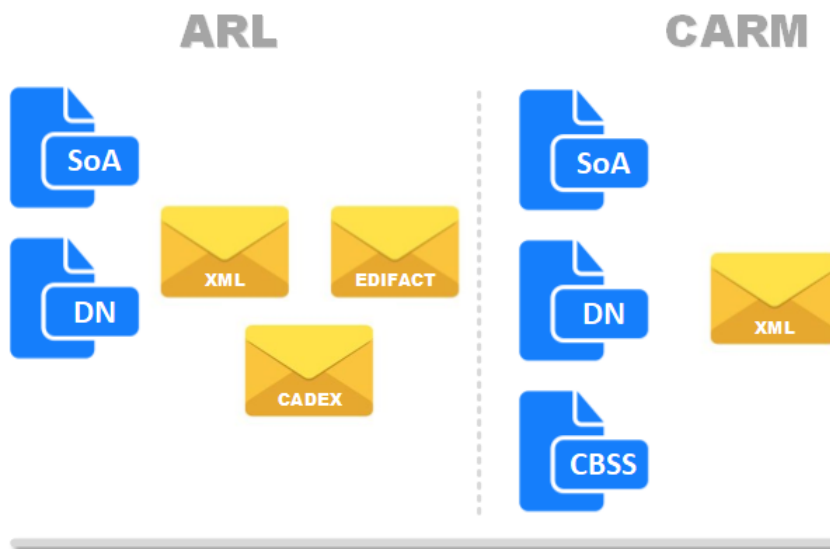 ARL
SoA
DN
XML
EDIFACT
CADEX
CARM
SoA
DN
CBSS
XML